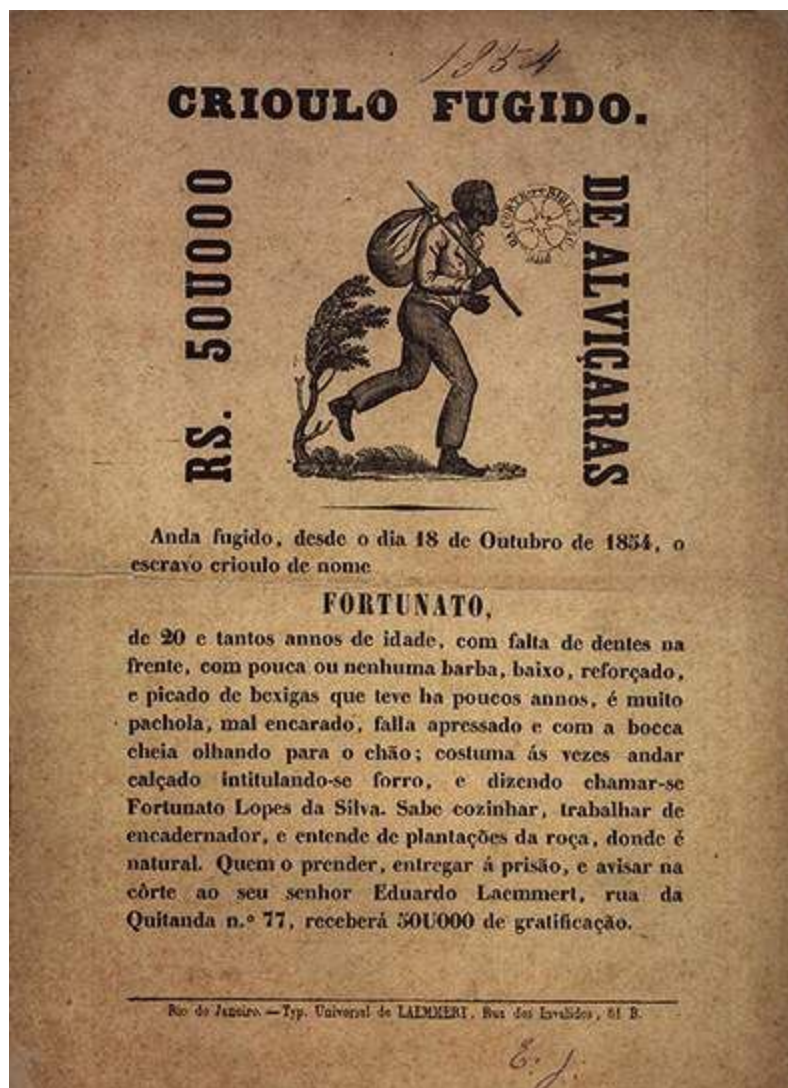 1854
CRIOULO FUGIDO.
RS. 50U000
DE ALVIÇARAS
Anda fugido, desde o dia 18 de Outubro de 1854, o
escravo crioulo de nome
FORTUNATO,
de 20 e tantos annos de idade, com falta de dentes na
frente, com pouca ou nenhuma barba, baixo, reforçado,
e picado de bexigas que teve ha poucos annos, é muito
pachola, mal encarado, falla apressado e com a bocca
cheia olhando para o chão; costuma ás vezes andar
calçado intitulando-se forro, e dizendo chamar-se
Fortunato Lopes da Silva. Sabe cozinhar, trabalhar de
encadernador, e entende de plantações da roça, donde é
natural. Quem o prender, entregar á prisão, e avisar na
côrte ao seu senhor Eduardo Laemmert, rua da
Quitanda n.º 77, receberá 50U000 de gratificação.
Rio de Janeiro. — Typ. Universal de LAEMMERT, Rua dos Invalidos, 61 B.
E. J.